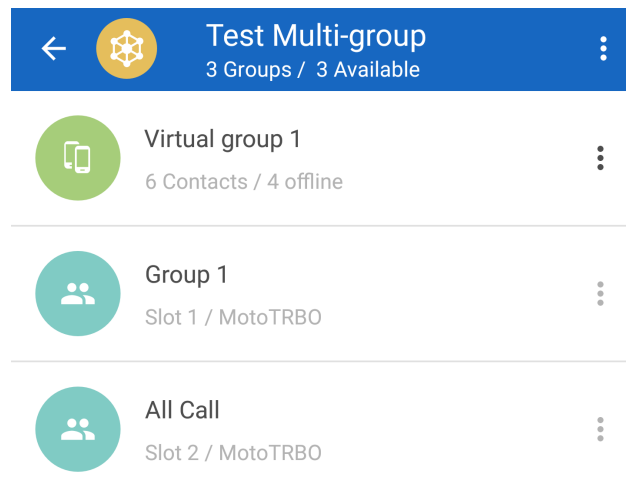 Test Multi-group
3 Groups / 3 Available
Virtual group 1
6 Contacts / 4 offline
Group 1
Slot 1 / MotoTRBO
All Call
Slot 2 / MotoTRBO